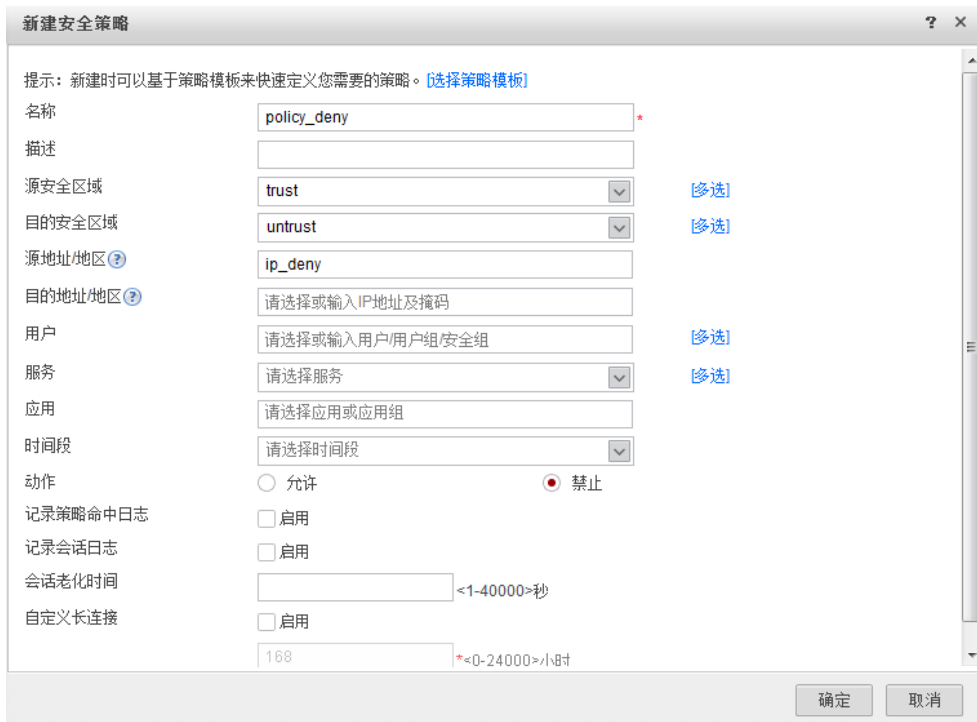 新建安全策略 ? ×
提示：新建时可以基于策略模板来快速定义您需要的策略。[选择策略模板]
名称 policy_deny *
描述
源安全区域 trust [多选]
目的安全区域 untrust [多选]
源地址/地区 ? ip_deny
目的地址/地区 ? 请选择或输入IP地址及掩码
用户 请选择或输入用户/用户组/安全组 [多选]
服务 请选择服务 [多选]
应用 请选择应用或应用组
时间段 请选择时间段
动作 允许 禁止
记录策略命中日志 启用
记录会话日志 启用
会话老化时间 <1-40000>秒
自定义长连接 启用
168 *<0-24000>小时
确定 取消